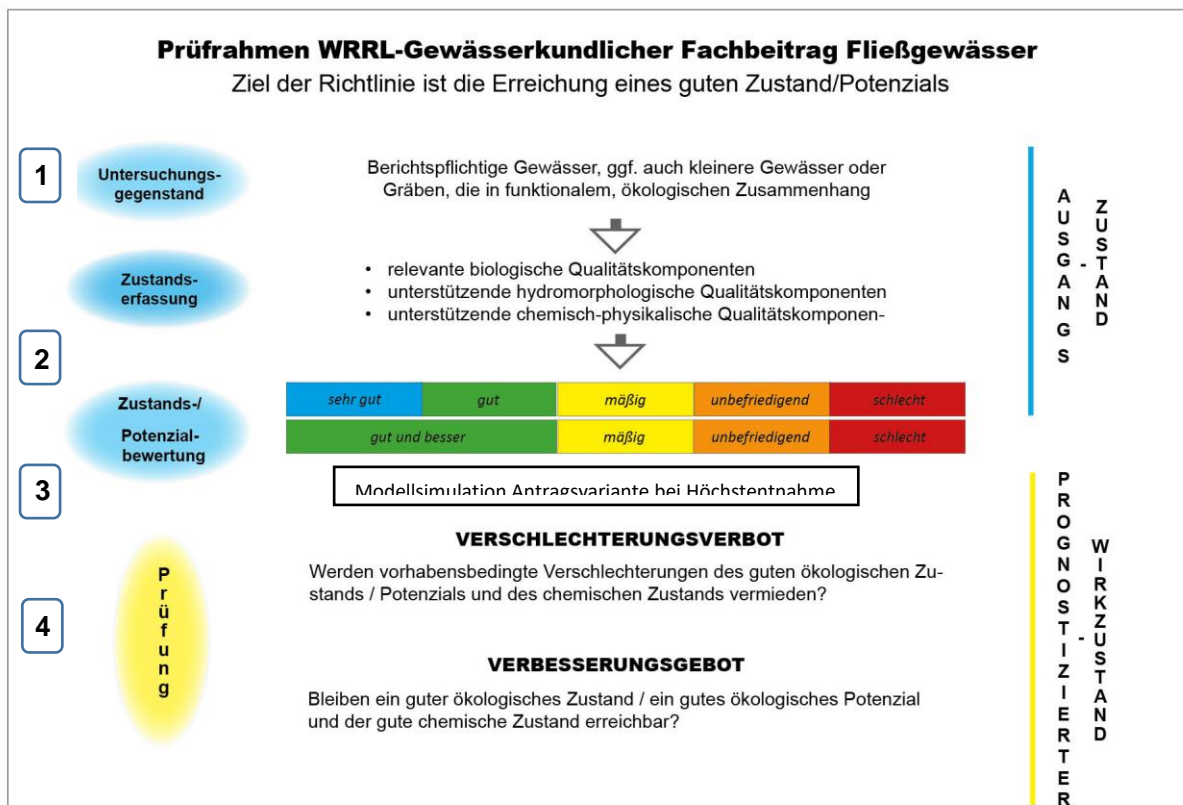 Prüfrahmen WRRL-Gewässerkundlicher Fachbeitrag Fließgewässer
Ziel der Richtlinie ist die Erreichung eines guten Zustand/Potenzials
1
Untersuchungs-
gegenstand
Berichtspflichtige Gewässer, ggf. auch kleinere Gewässer oder
Gräben, die in funktionalem, ökologischen Zusammenhang
Zustands-
erfassung
• relevante biologische Qualitätskomponenten
• unterstützende hydromorphologische Qualitätskomponenten
• unterstützende chemisch-physikalische Qualitätskomponen-
2
Zustands-/
Potenzial-
bewertung
sehr gut gut mäßig unbefriedigend schlecht
gut und besser mäßig unbefriedigend schlecht
AUSGANGS
-
ZUSTAND
3
Modellsimulation Antragsvariante bei Höchstentnahme
4
Prüfung
VERSCHLECHTERUNGSVERBOT
Werden vorhabensbedingte Verschlechterungen des guten ökologischen Zu-
stands / Potenzials und des chemischen Zustands vermieden?
VERBESSERUNGSGEBOT
Bleiben ein guter ökologisches Zustand / ein gutes ökologisches Potenzial
und der gute chemische Zustand erreichbar?
PROGNOSTIZIERTER
-
WIRKZUSTAND